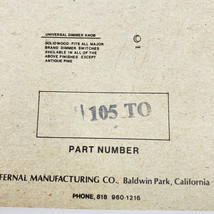 UNIVERSAL DIMMER KNOB
SOLIDWOOD FITS ALL MAJOR
BRAND DIMMER SWITCHES
AVAILABLE IN ALL OF THE
ABOVE FINISHES EXCEPT
ANTIQUE PINE
105 TO
PART NUMBER
FERNAL MANUFACTURING CO., Baldwin Park, California
PHONE, 818 960-1216